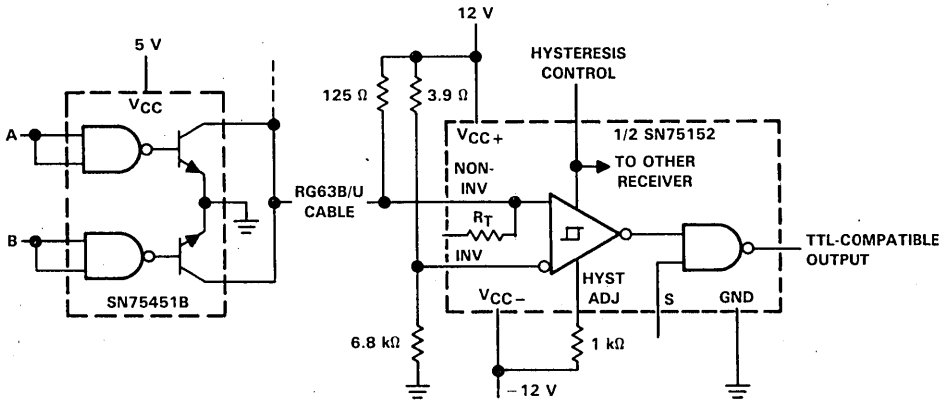 12 V
5 V
HYSTERESIS
CONTROL
VCC
125 Ω
3.9 Ω
A
VCC+
1/2 SN75152
TO OTHER
RECEIVER
NON-
INV
RG63B/U
CABLE
RT
INV
B
TTL-COMPATIBLE
OUTPUT
HYST
ADJ
S
GND
SN75451B
VCC−
6.8 kΩ
1 kΩ
−12 V